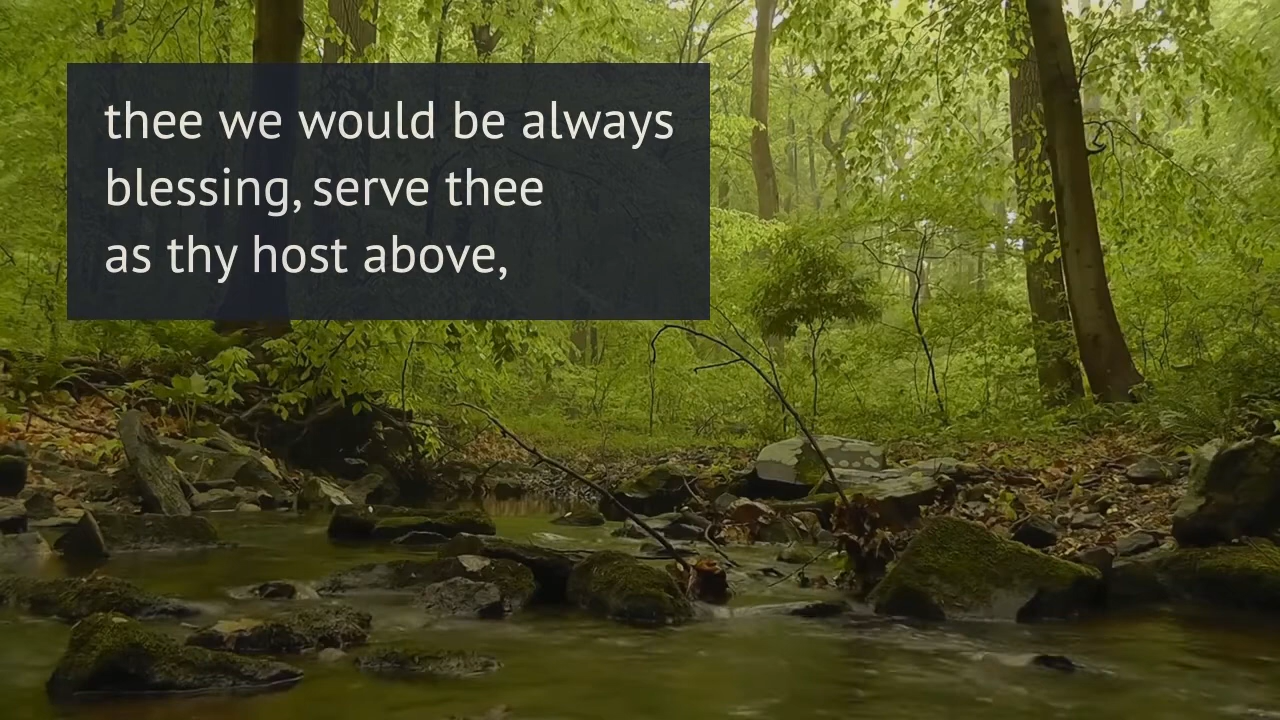 thee we would be always
blessing, serve thee
as thy host above,